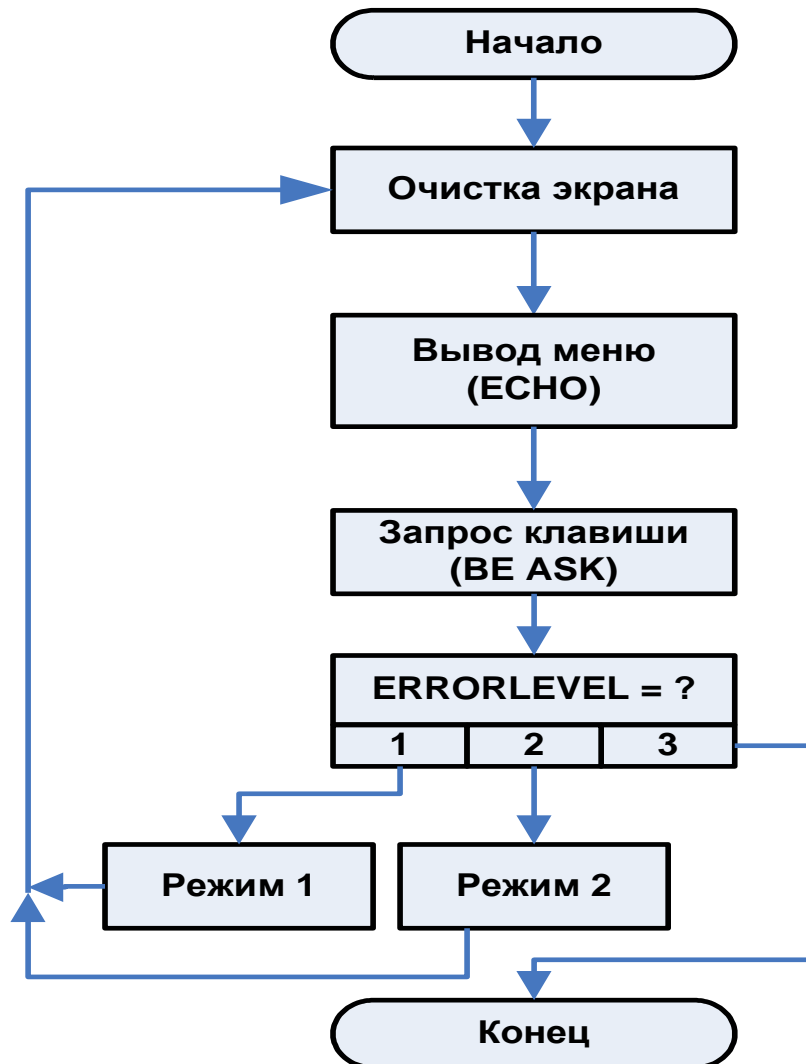 Начало
Очистка экрана
Вывод меню
(ECHO)
Запрос клавиши
(BE ASK)
ERRORLEVEL = ?
1 2 3
Режим 1 Режим 2
Конец